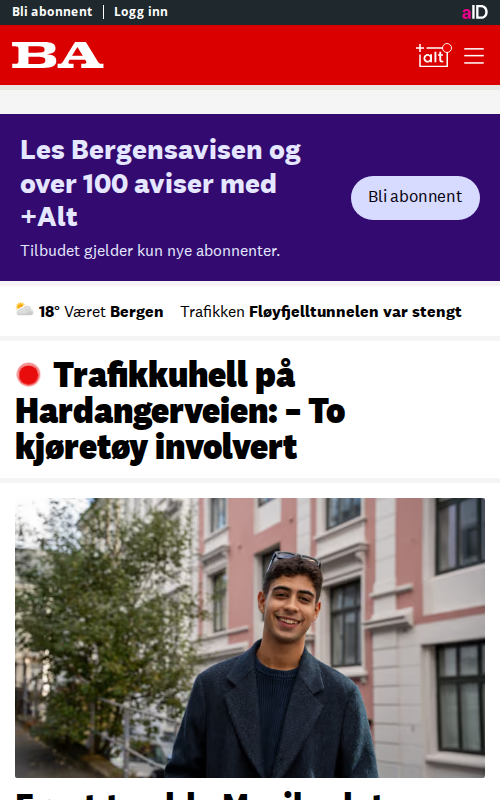 Bli abonnent | Logg inn
aID
BA
+alt
Les Bergensavisen og
over 100 aviser med
+Alt
Tilbudet gjelder kun nye abonnenter.
Bli abonnent
18° Været Bergen Trafikken Fløyfjelltunnelen var stengt
Trafikkuhell på
Hardangerveien: – To
kjøretøy involvert